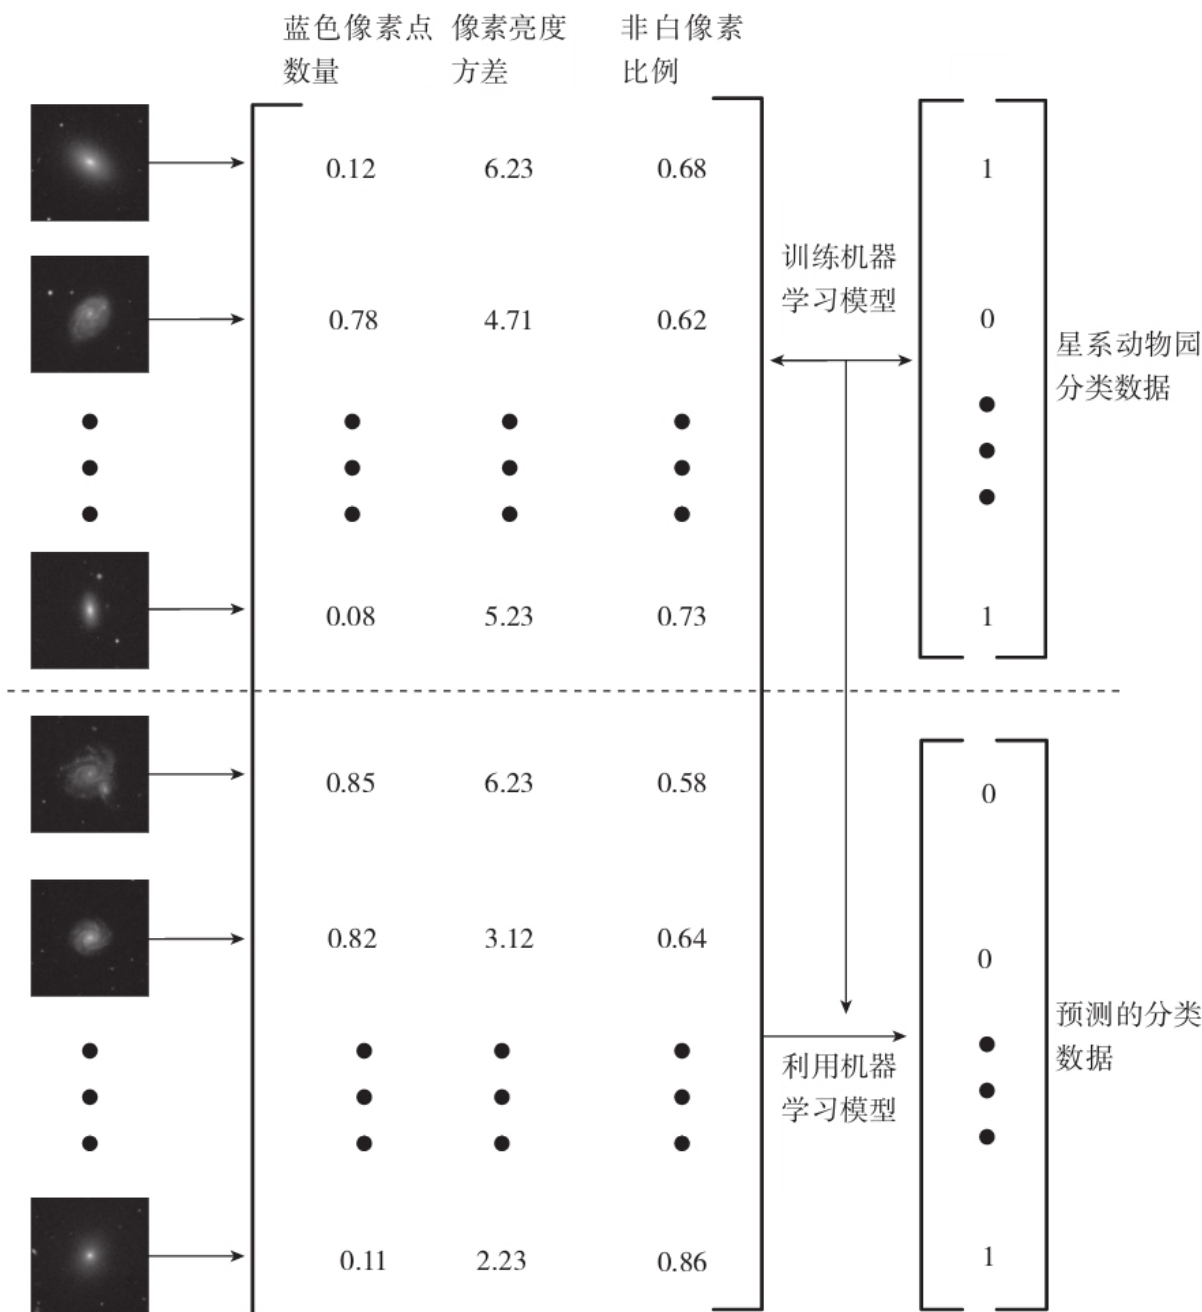 蓝色像素点 像素亮度 非白像素
数量 方差 比例
0.12 6.23 0.68 1
训练机器
学习模型
0.78 4.71 0.62 0
星系动物园
分类数据
0.08 5.23 0.73 1
0.85 6.23 0.58 0
0.82 3.12 0.64 0
预测的分类
数据
利用机器
学习模型
0.11 2.23 0.86 1